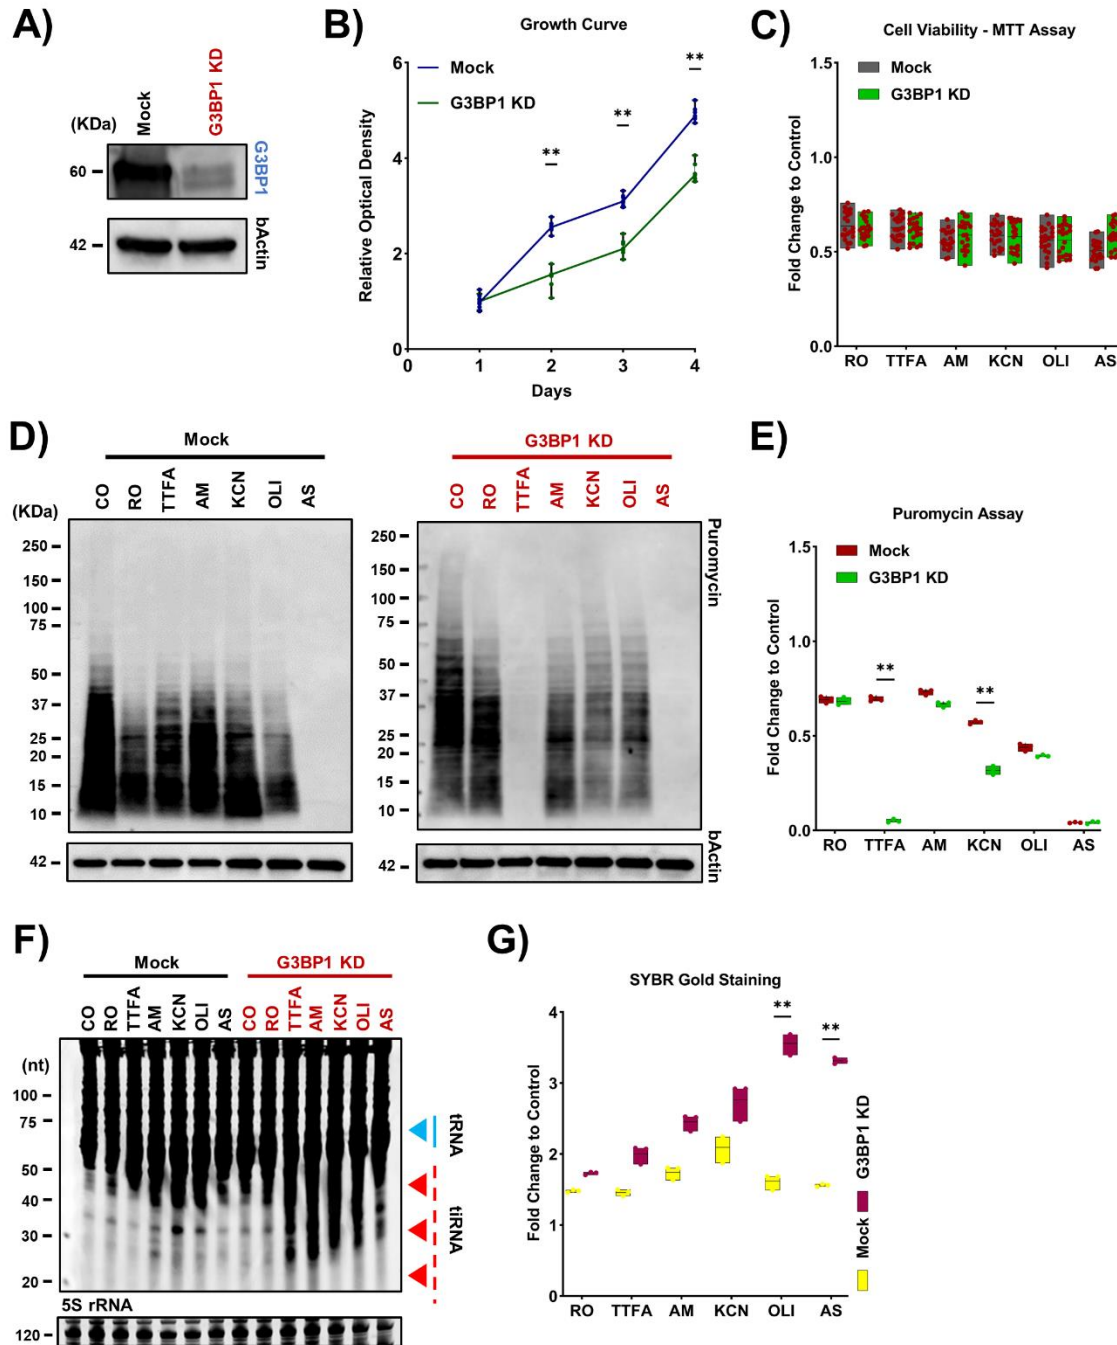 A)
(KDa)
Mock
G3BP1 KD
60
G3BP1
42
bActin
B)
Growth Curve
Mock
G3BP1 KD
**
**
**
Relative Optical Density
6
4
2
0
0
1
2
3
4
Days
C)
Cell Viability - MTT Assay
Mock
G3BP1 KD
Fold Change to Control
1.5
1.0
0.5
0.0
RO
TTFA
AM
KCN
OLI
AS
D)
Mock
CO
RO
TTFA
AM
KCN
OLI
AS
(KDa)
250
150
100
75
50
37
25
20
15
10
42
G3BP1 KD
CO
RO
TTFA
AM
KCN
OLI
AS
250
150
100
75
50
37
25
20
15
10
42
Puromycin
bActin
E)
Puromycin Assay
Mock
G3BP1 KD
**
**
Fold Change to Control
1.5
1.0
0.5
0.0
RO
TTFA
AM
KCN
OLI
AS
F)
Mock
G3BP1 KD
CO
RO
TTFA
AM
KCN
OLI
AS
CO
RO
TTFA
AM
KCN
OLI
AS
(nt)
100
75
50
40
30
20
tRNA
tiRNA
5S rRNA
120
G)
SYBR Gold Staining
**
**
Fold Change to Control
6
4
2
0
RO
TTFA
AM
KCN
OLI
AS
Mock
G3BP1 KD